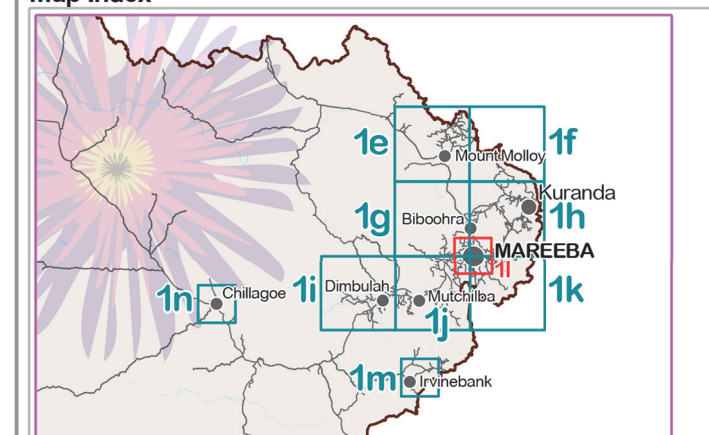 Map Index
1e
1f
Mount Molloy
Kuranda
1g
Biboohra
1h
MAREEBA
1l
1n
Chillagoe
1i
Dimbulah
Mutchilba
1k
1j
1m
Irvinebank